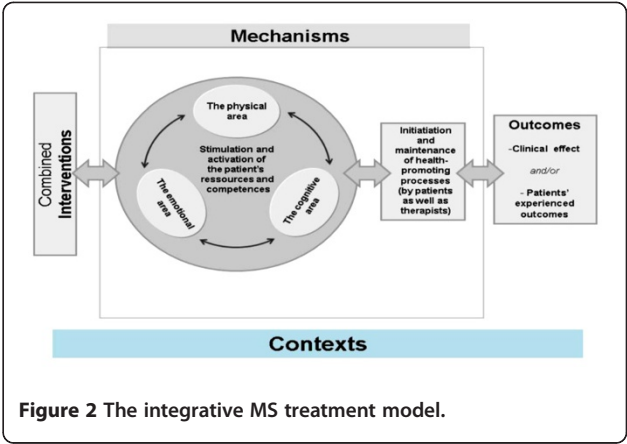 Mechanisms
Combined
Interventions
The physical
area
Stimulation and
activation of
the patient's
ressources and
competences
The emotional
area
The cognitive
area
Initiatiation
and
maintenance
of health-
promoting
processes
(by patients
as well as
therapists)
Outcomes
-Clinical effect
and/or
- Patients'
experienced
outcomes
Contexts
Figure 2 The integrative MS treatment model.